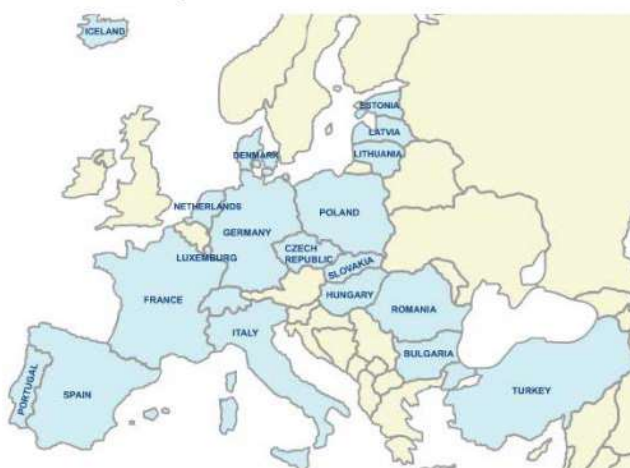 ICELAND
ESTONIA
LATVIA
LITHUANIA
DENMARK
NETHERLANDS
POLAND
GERMANY
CZECH
REPUBLIC
LUXEMBURG
SLOVAKIA
FRANCE
HUNGARY
ROMANIA
ITALY
BULGARIA
PORTUGAL
SPAIN
TURKEY